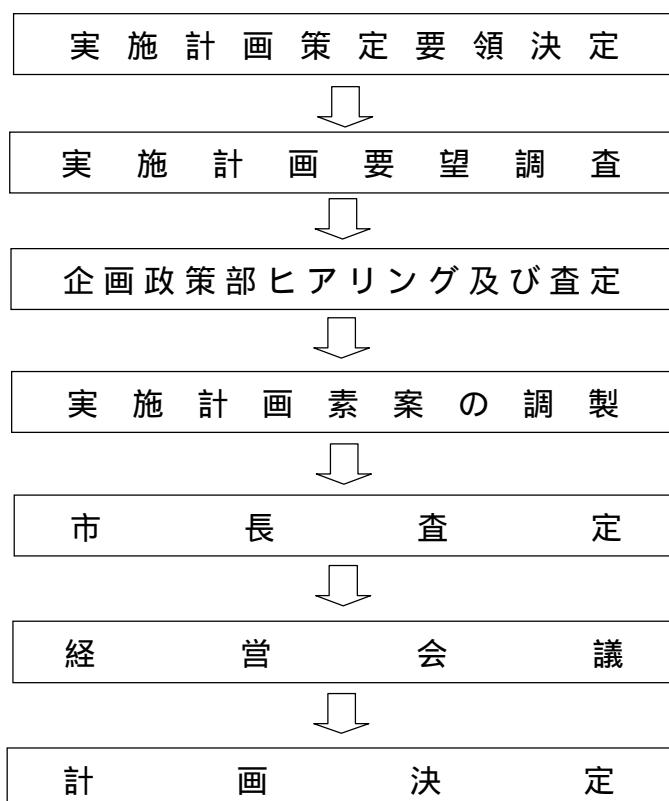 実施計画策定要領決定
実施計画要望調査
企画政策部ヒアリング及び査定
実施計画素案の調製
市長査定
経営会議
計画決定